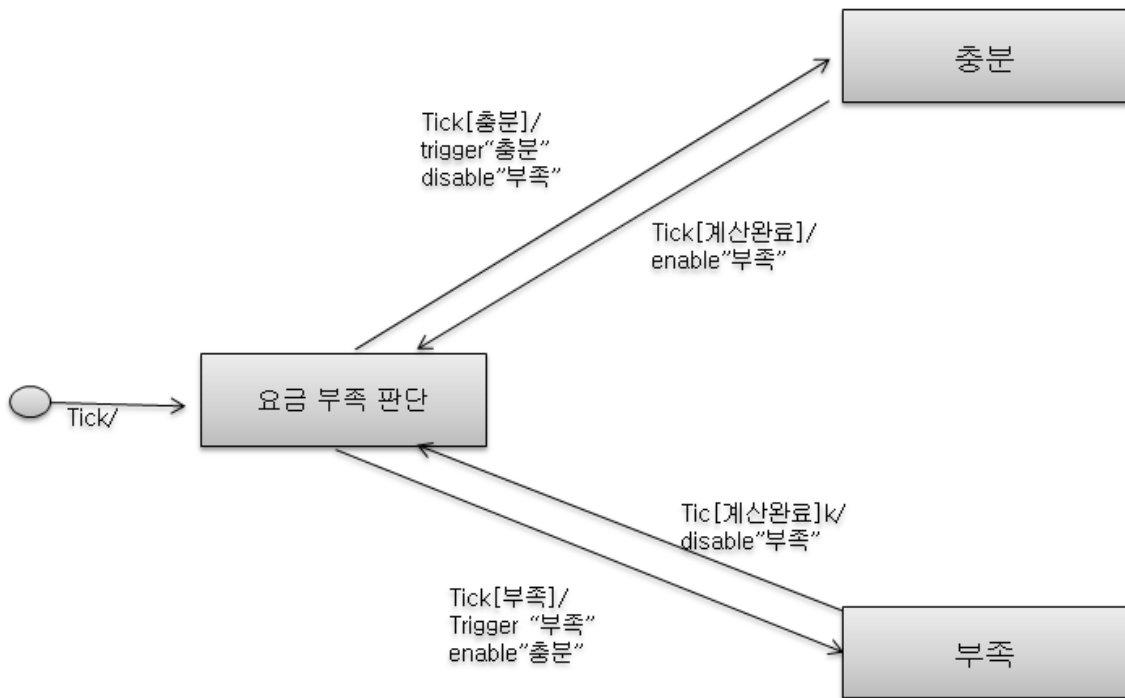 충분
Tick[충분]/
trigger“충분”
disable”부족”
Tick[계산완료]/
enable”부족”
요금 부족 판단
Tick/
Tic[계산완료]k/
disable”부족”
Tick[부족]/
Trigger “부족”
enable”충분”
부족